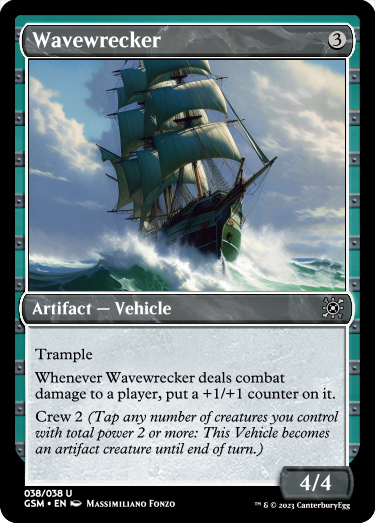 Wavewrecker 3
Artifact — Vehicle
Trample
Whenever Wavewrecker deals combat
damage to a player, put a +1/+1 counter on it.
Crew 2 (Tap any number of creatures you control
with total power 2 or more: This Vehicle becomes
an artifact creature until end of turn.)
4/4
038/038 U
GSM • EN Massimiliano Fonzo
™ & © 2023 CanterburyEgg